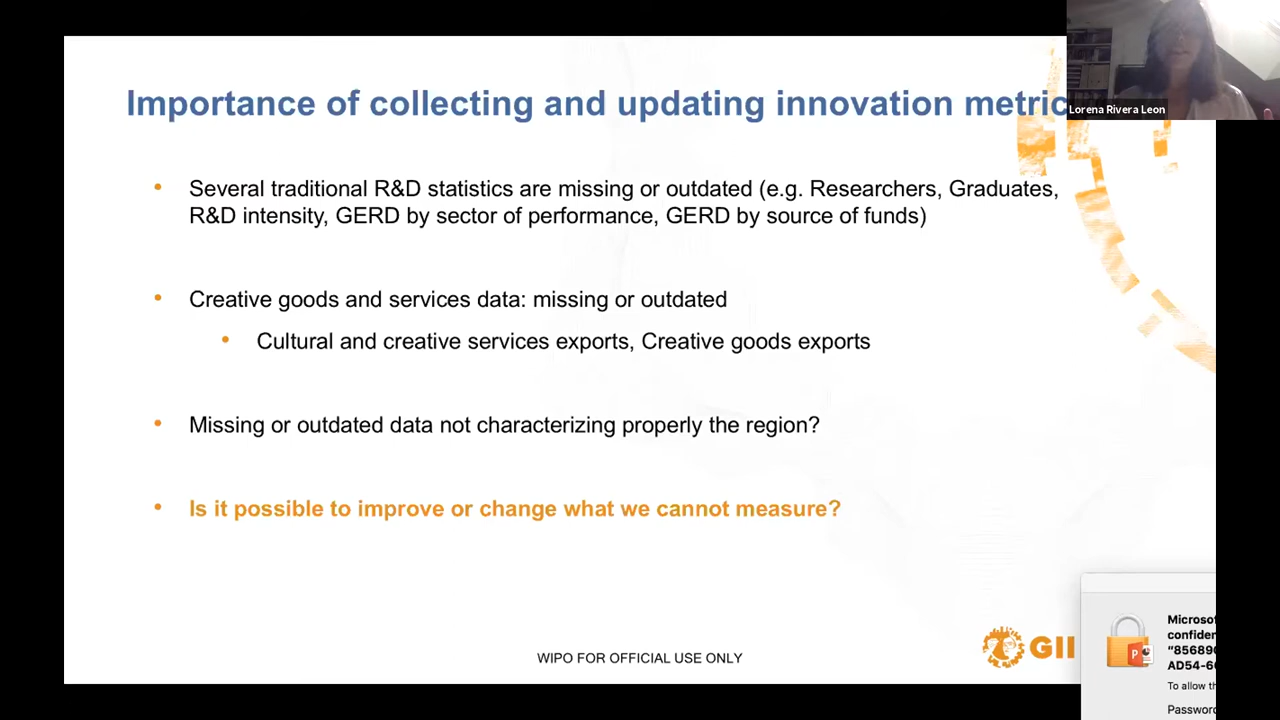 Importance of collecting and updating innovation metric
Lorena Rivera Leon
• Several traditional R&D statistics are missing or outdated (e.g. Researchers, Graduates,
R&D intensity, GERD by sector of performance, GERD by source of funds)
• Creative goods and services data: missing or outdated
• Cultural and creative services exports, Creative goods exports
• Missing or outdated data not characterizing properly the region?
• Is it possible to improve or change what we cannot measure?
WIPO FOR OFFICIAL USE ONLY
GII
Microsof
confiden
"85689
AD54-6
To allow th
Password